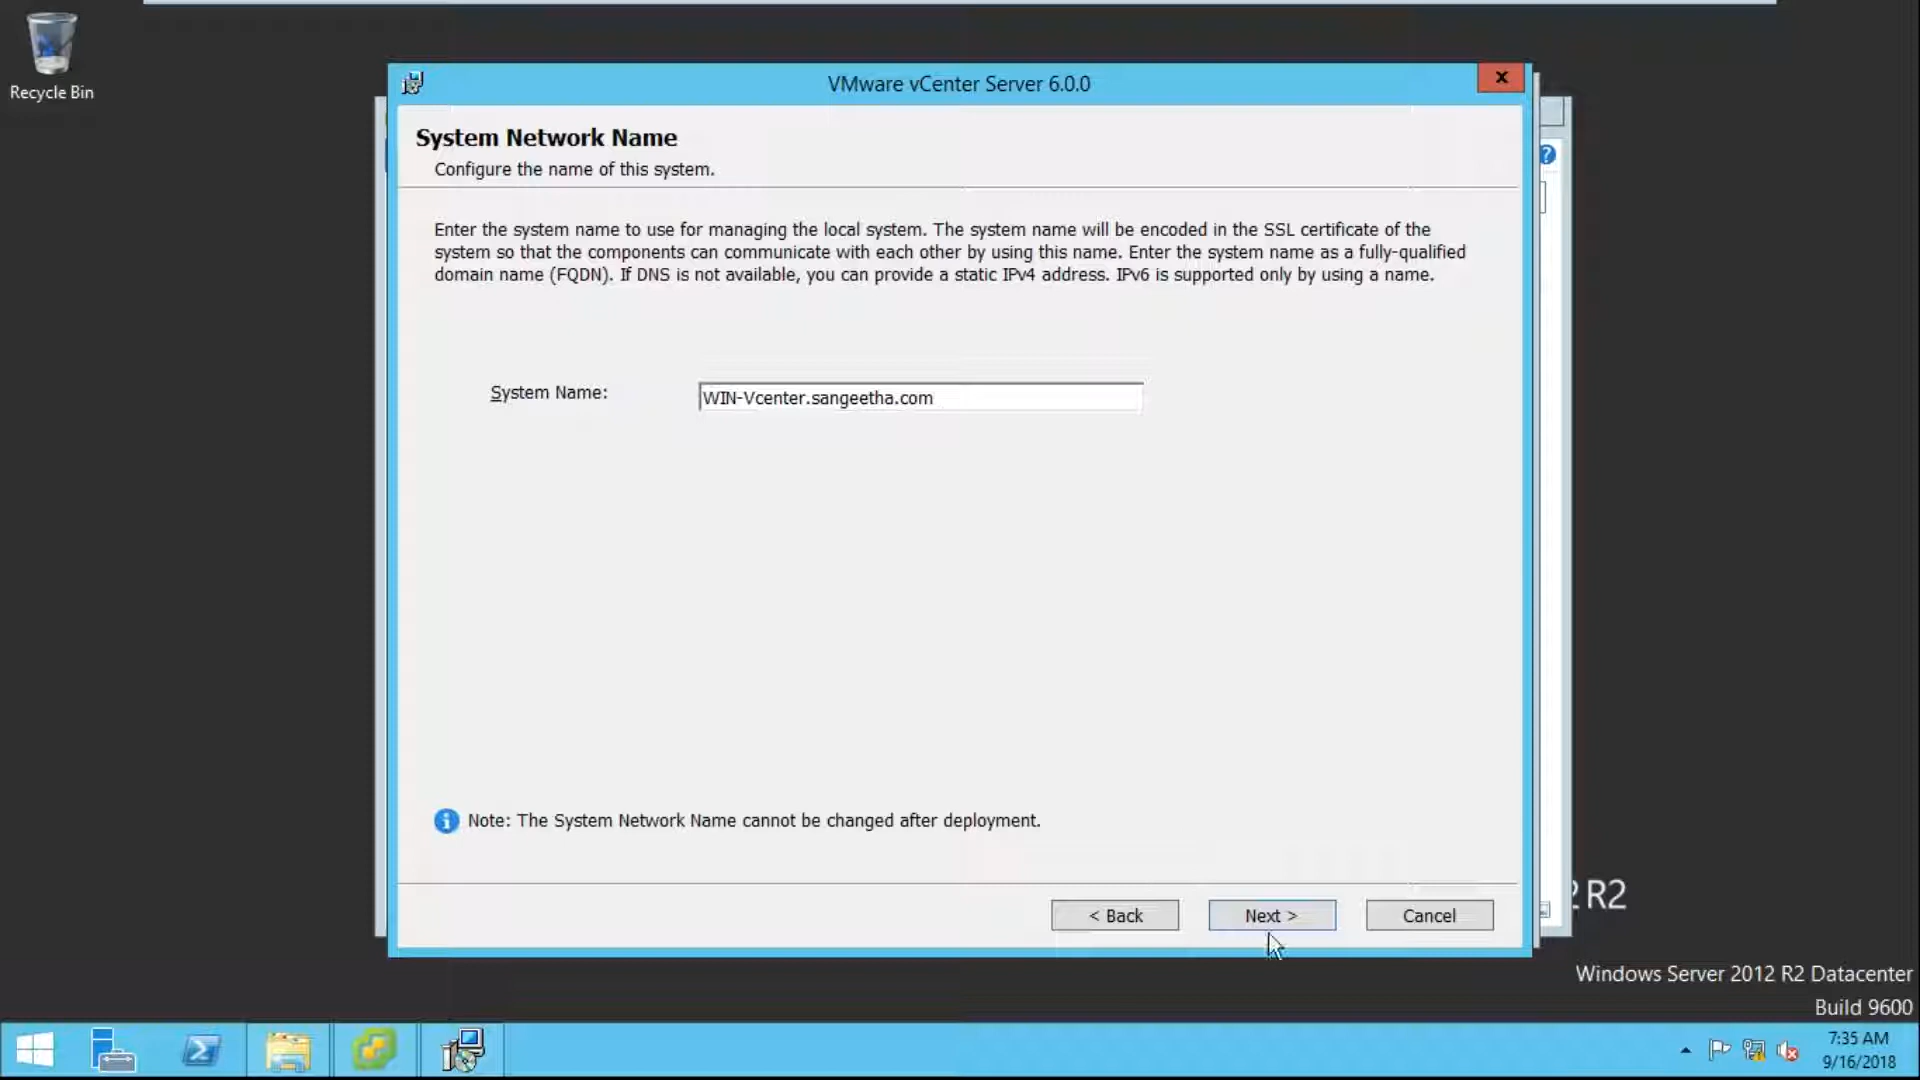 Recycle Bin
VMware vCenter Server 6.0.0
x
System Network Name
Configure the name of this system.
?
Enter the system name to use for managing the local system. The system name will be encoded in the SSL certificate of the
system so that the components can communicate with each other by using this name. Enter the system name as a fully-qualified
domain name (FQDN). If DNS is not available, you can provide a static IPv4 address. IPv6 is supported only by using a name.
System Name:
WIN-Vcenter.sangeetha.com
Note: The System Network Name cannot be changed after deployment.
< Back
Next >
Cancel
2 R2
Windows Server 2012 R2 Datacenter
Build 9600
7:35 AM
9/16/2018